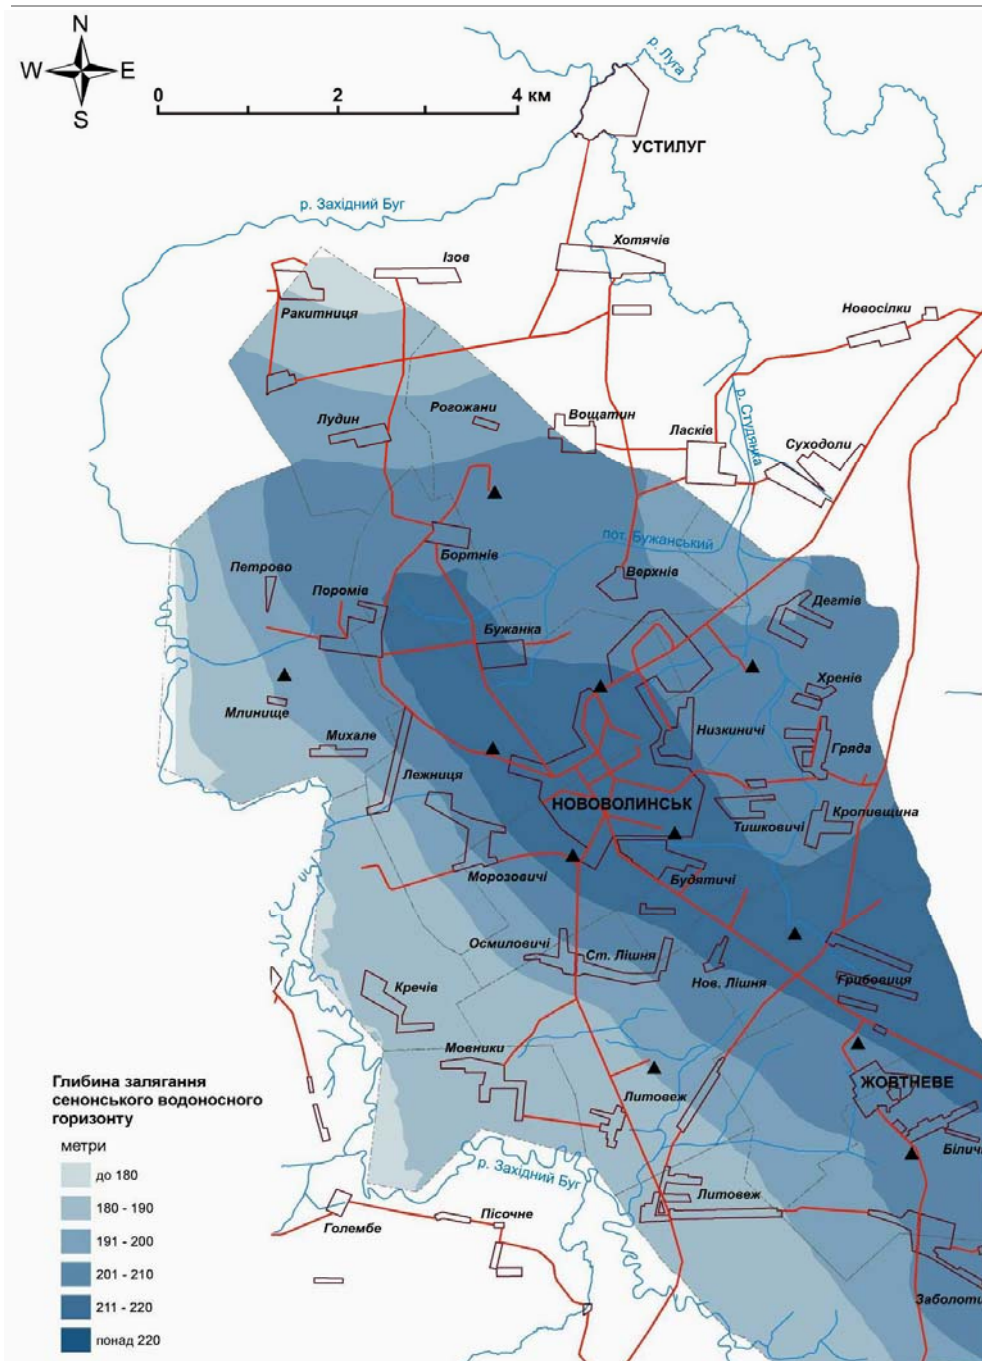 N
W E
S
0 2 4 км
р. Луга
УСТИЛУГ
р. Західний Буг
Ізов
Хотячів
Ракитниця
Новосілки
Лудин
Рогожани
Вощатин
Ласків
р. Студянка
Суходоли
пот. Бужанський
Бортнів
Петрово
Поромів
Верхнів
Дегтів
Бужанка
Хренів
Млинище
Михале
Низкиничі
Гряда
Лежниця
НОВОВОЛИНСЬК
Тишковичі
Кропивщина
Морозовичі
Будятичі
Осмиловичі
Ст. Лішня
Нов. Лішня
Грибовиця
Кречів
Мовники
Литовеж
ЖОВТНЕВЕ
Біличі
р. Західний Буг
Литовеж
Голембе
Пісочне
Заболотц
Глибина залягання
сенонського водоносного
горизонту
метри
до 180
180 - 190
191 - 200
201 - 210
211 - 220
понад 220